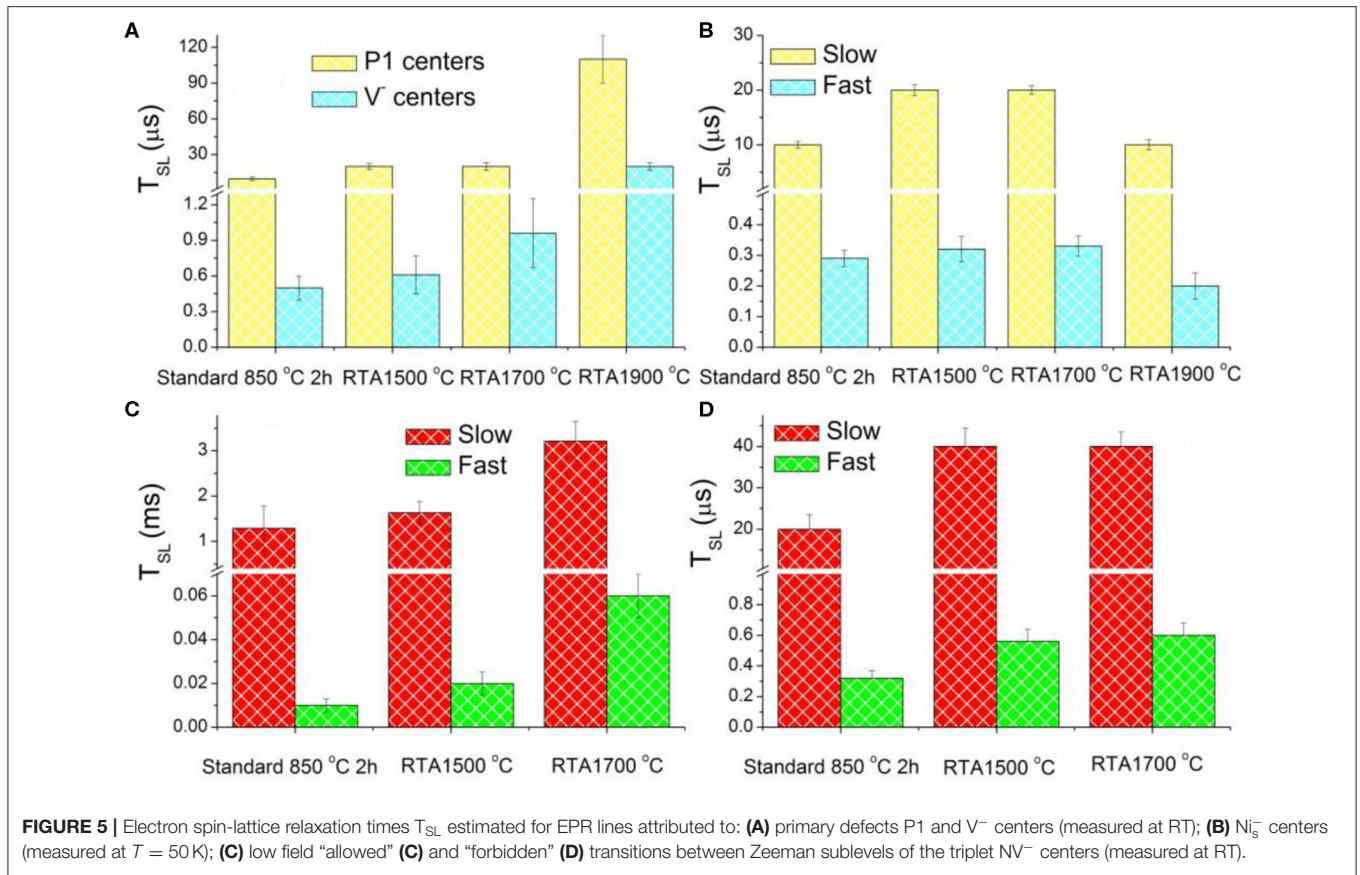 A
120
90
60
30
1.2
0.9
0.6
0.3
0.0
T_SL (μs)
P1 centers
V⁻ centers
Standard 850 °C 2h
RTA1500 °C
RTA1700 °C
RTA1900 °C
B
30
20
10
0.4
0.3
0.2
0.1
0.0
T_SL (μs)
Slow
Fast
Standard 850 °C 2h
RTA1500 °C
RTA1700 °C
RTA1900 °C
C
3
2
1
0.06
0.04
0.02
0.00
T_SL (ms)
Slow
Fast
Standard 850 °C 2h
RTA1500 °C
RTA1700 °C
D
40
30
20
0.8
0.6
0.4
0.2
0.0
T_SL (μs)
Slow
Fast
Standard 850 °C 2h
RTA1500 °C
RTA1700 °C
FIGURE 5 | Electron spin-lattice relaxation times T_SL estimated for EPR lines attributed to: (A) primary defects P1 and V⁻ centers (measured at RT); (B) Ni_s⁻ centers
(measured at T = 50 K); (C) low field “allowed” (C) and “forbidden” (D) transitions between Zeeman sublevels of the triplet NV⁻ centers (measured at RT).